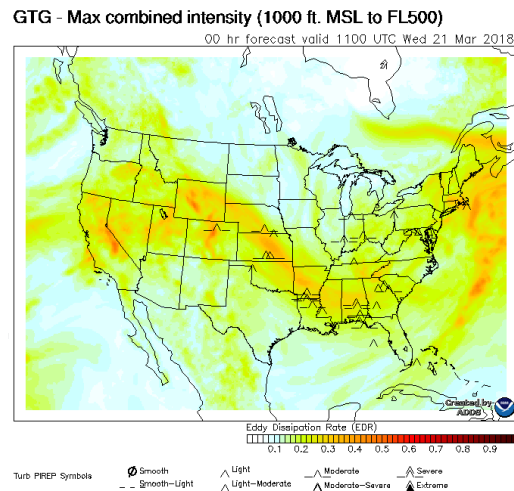 GTG - Max combined intensity (1000 ft. MSL to FL500)
00 hr forecast valid 1100 UTC Wed 21 Mar 2018
Created by
ADDS
Eddy Dissipation Rate (EDR)
0.1 0.2 0.3 0.4 0.5 0.6 0.7 0.8 0.9
Turb PIREP Symbols
Smooth Light Moderate Severe
Smooth-Light Light-Moderate Moderate-Severe Extreme